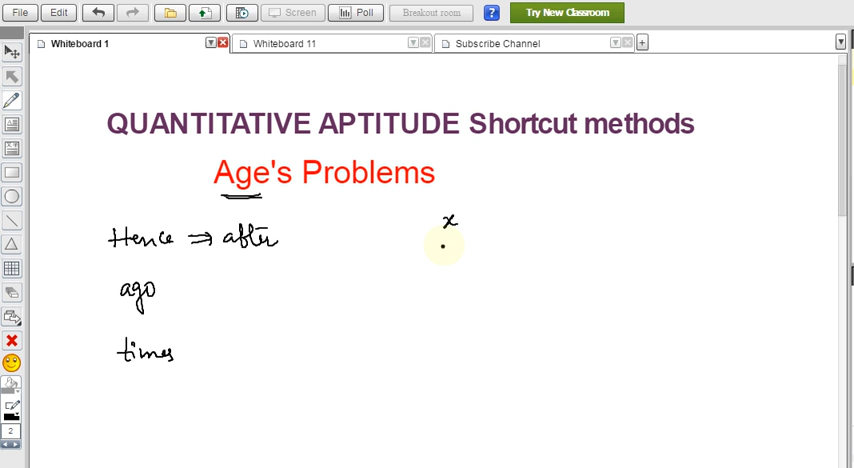 File Edit Screen Poll Breakout room ? Try New Classroom
Whiteboard 1 Whiteboard 11 Subscribe Channel +
QUANTITATIVE APTITUDE Shortcut methods
Age's Problems
x
Hence ⇒ after
ago
times
2